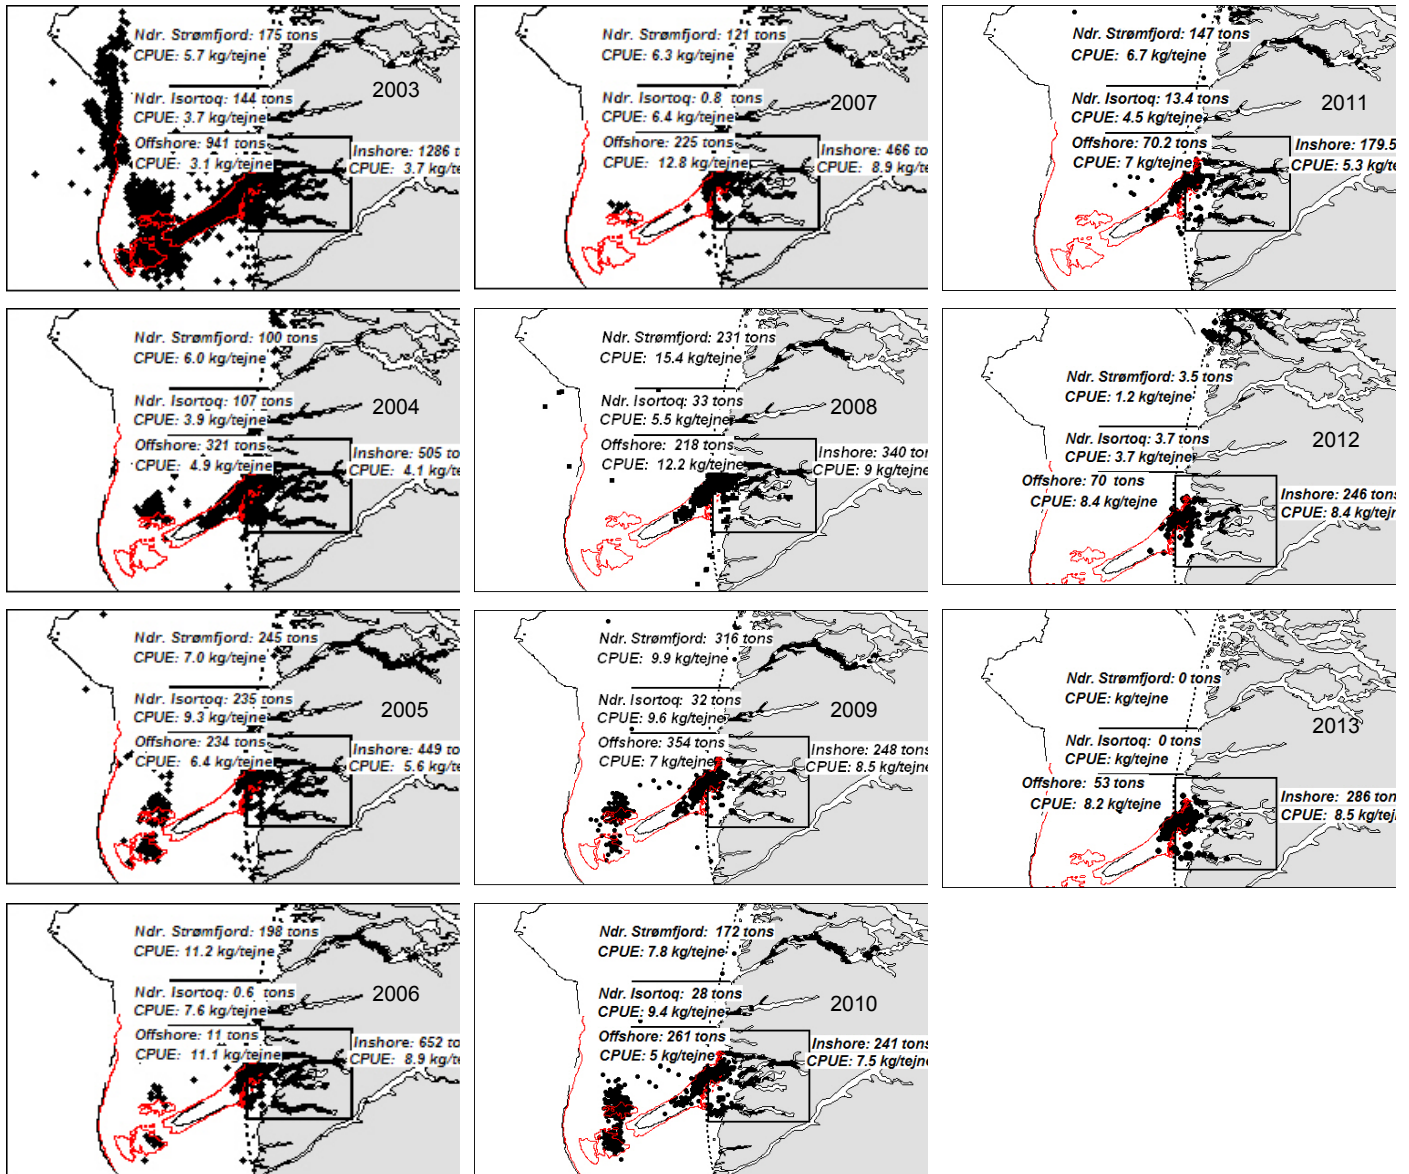 Ndr. Strømfjord: 175 tons
CPUE: 5.7 kg/tejne
2003
Ndr. Isortoq: 144 tons
CPUE: 3.7 kg/tejne
Offshore: 941 tons
CPUE: 3.1 kg/tejne
Inshore: 1286 t
CPUE: 3.7 kg/te
Ndr. Strømfjord: 121 tons
CPUE: 6.3 kg/tejne
2007
Ndr. Isortoq: 0.8 tons
CPUE: 6.4 kg/tejne
Offshore: 225 tons
CPUE: 12.8 kg/tejne
Inshore: 466 to
CPUE: 8.9 kg/te
Ndr. Strømfjord: 147 tons
CPUE: 6.7 kg/tejne
2011
Ndr. Isortoq: 13.4 tons
CPUE: 4.5 kg/tejne
Offshore: 70.2 tons
CPUE: 7 kg/tejne
Inshore: 179.5
CPUE: 5.3 kg/te
Ndr. Strømfjord: 100 tons
CPUE: 6.0 kg/tejne
2004
Ndr. Isortoq: 107 tons
CPUE: 3.9 kg/tejne
Offshore: 321 tons
CPUE: 4.9 kg/tejne
Inshore: 505 to
CPUE: 4.1 kg/te
Ndr. Strømfjord: 231 tons
CPUE: 15.4 kg/tejne
2008
Ndr. Isortoq: 33 tons
CPUE: 5.5 kg/tejne
Offshore: 218 tons
CPUE: 12.2 kg/tejne
Inshore: 340 ton
CPUE: 9 kg/tejne
Ndr. Strømfjord: 3.5 tons
CPUE: 1.2 kg/tejne
2012
Ndr. Isortoq: 3.7 tons
CPUE: 3.7 kg/tejne
Offshore: 70 tons
CPUE: 8.4 kg/tejne
Inshore: 246 tons
CPUE: 8.4 kg/tejn
Ndr. Strømfjord: 245 tons
CPUE: 7.0 kg/tejne
2005
Ndr. Isortoq: 235 tons
CPUE: 9.3 kg/tejne
Offshore: 234 tons
CPUE: 6.4 kg/tejne
Inshore: 449 to
CPUE: 5.6 kg/te
Ndr. Strømfjord: 316 tons
CPUE: 9.9 kg/tejne
2009
Ndr. Isortoq: 32 tons
CPUE: 9.6 kg/tejne
Offshore: 354 tons
CPUE: 7 kg/tejne
Inshore: 248 tons
CPUE: 8.5 kg/tejne
Ndr. Strømfjord: 0 tons
CPUE: kg/tejne
2013
Ndr. Isortoq: 0 tons
CPUE: kg/tejne
Offshore: 53 tons
CPUE: 8.2 kg/tejne
Inshore: 286 ton
CPUE: 8.5 kg/tej
Ndr. Strømfjord: 198 tons
CPUE: 11.2 kg/tejne
2006
Ndr. Isortoq: 0.6 tons
CPUE: 7.6 kg/tejne
Offshore: 11 tons
CPUE: 11.1 kg/tejne
Inshore: 652 to
CPUE: 8.9 kg/te
Ndr. Strømfjord: 172 tons
CPUE: 7.8 kg/tejne
2010
Ndr. Isortoq: 28 tons
CPUE: 9.4 kg/tejne
Offshore: 261 tons
CPUE: 5 kg/tejne
Inshore: 241 tons
CPUE: 7.5 kg/tejne